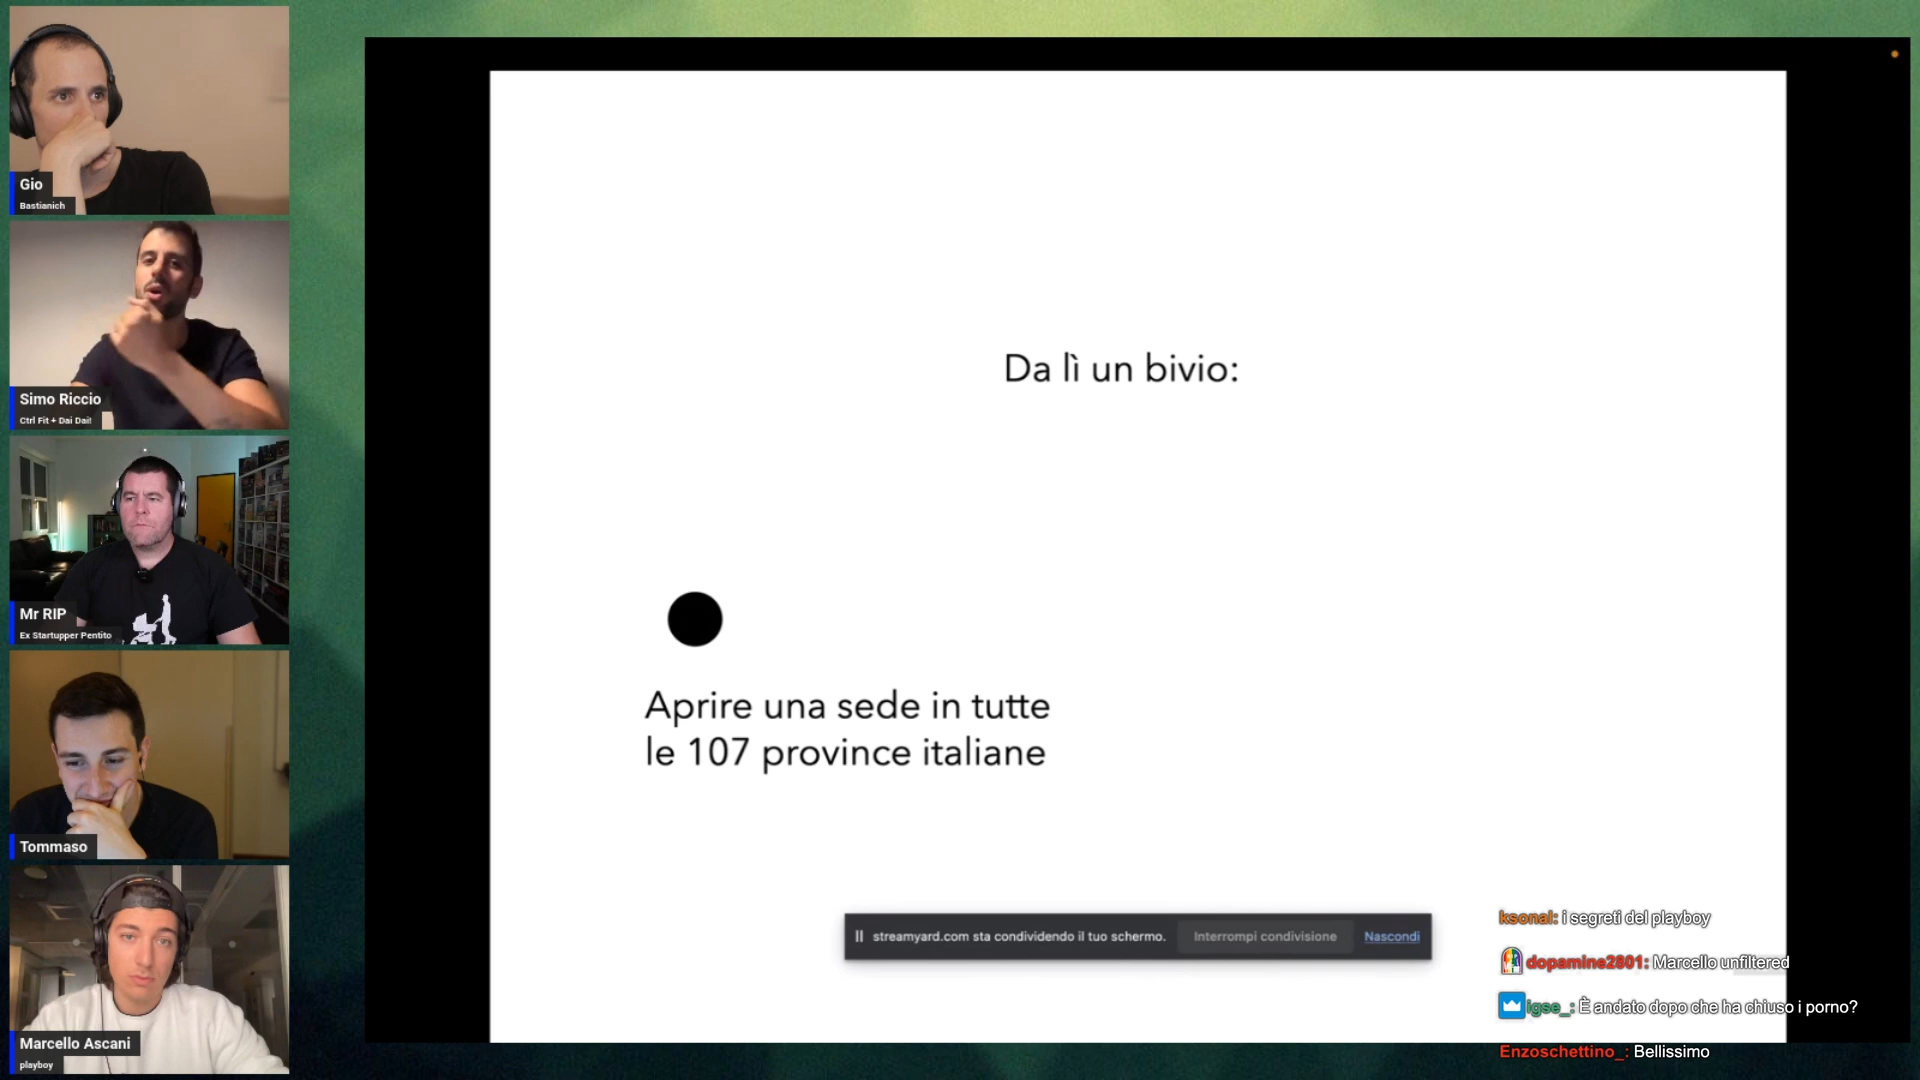 Gio
Bastianich
Simo Riccio
Ctrl Fit + Dai Dai!
Mr RIP
Ex Startupper Pentito
Tommaso
Marcello Ascani
playboy
Da lì un bivio:
Aprire una sede in tutte
le 107 province italiane
streamyard.com sta condividendo il tuo schermo. Interrompi condivisione Nascondi
ksonal: i segreti del playboy
dopamine2801: Marcello unfiltered
igse_: È andato dopo che ha chiuso i porno?
Enzoschettino_: Bellissimo